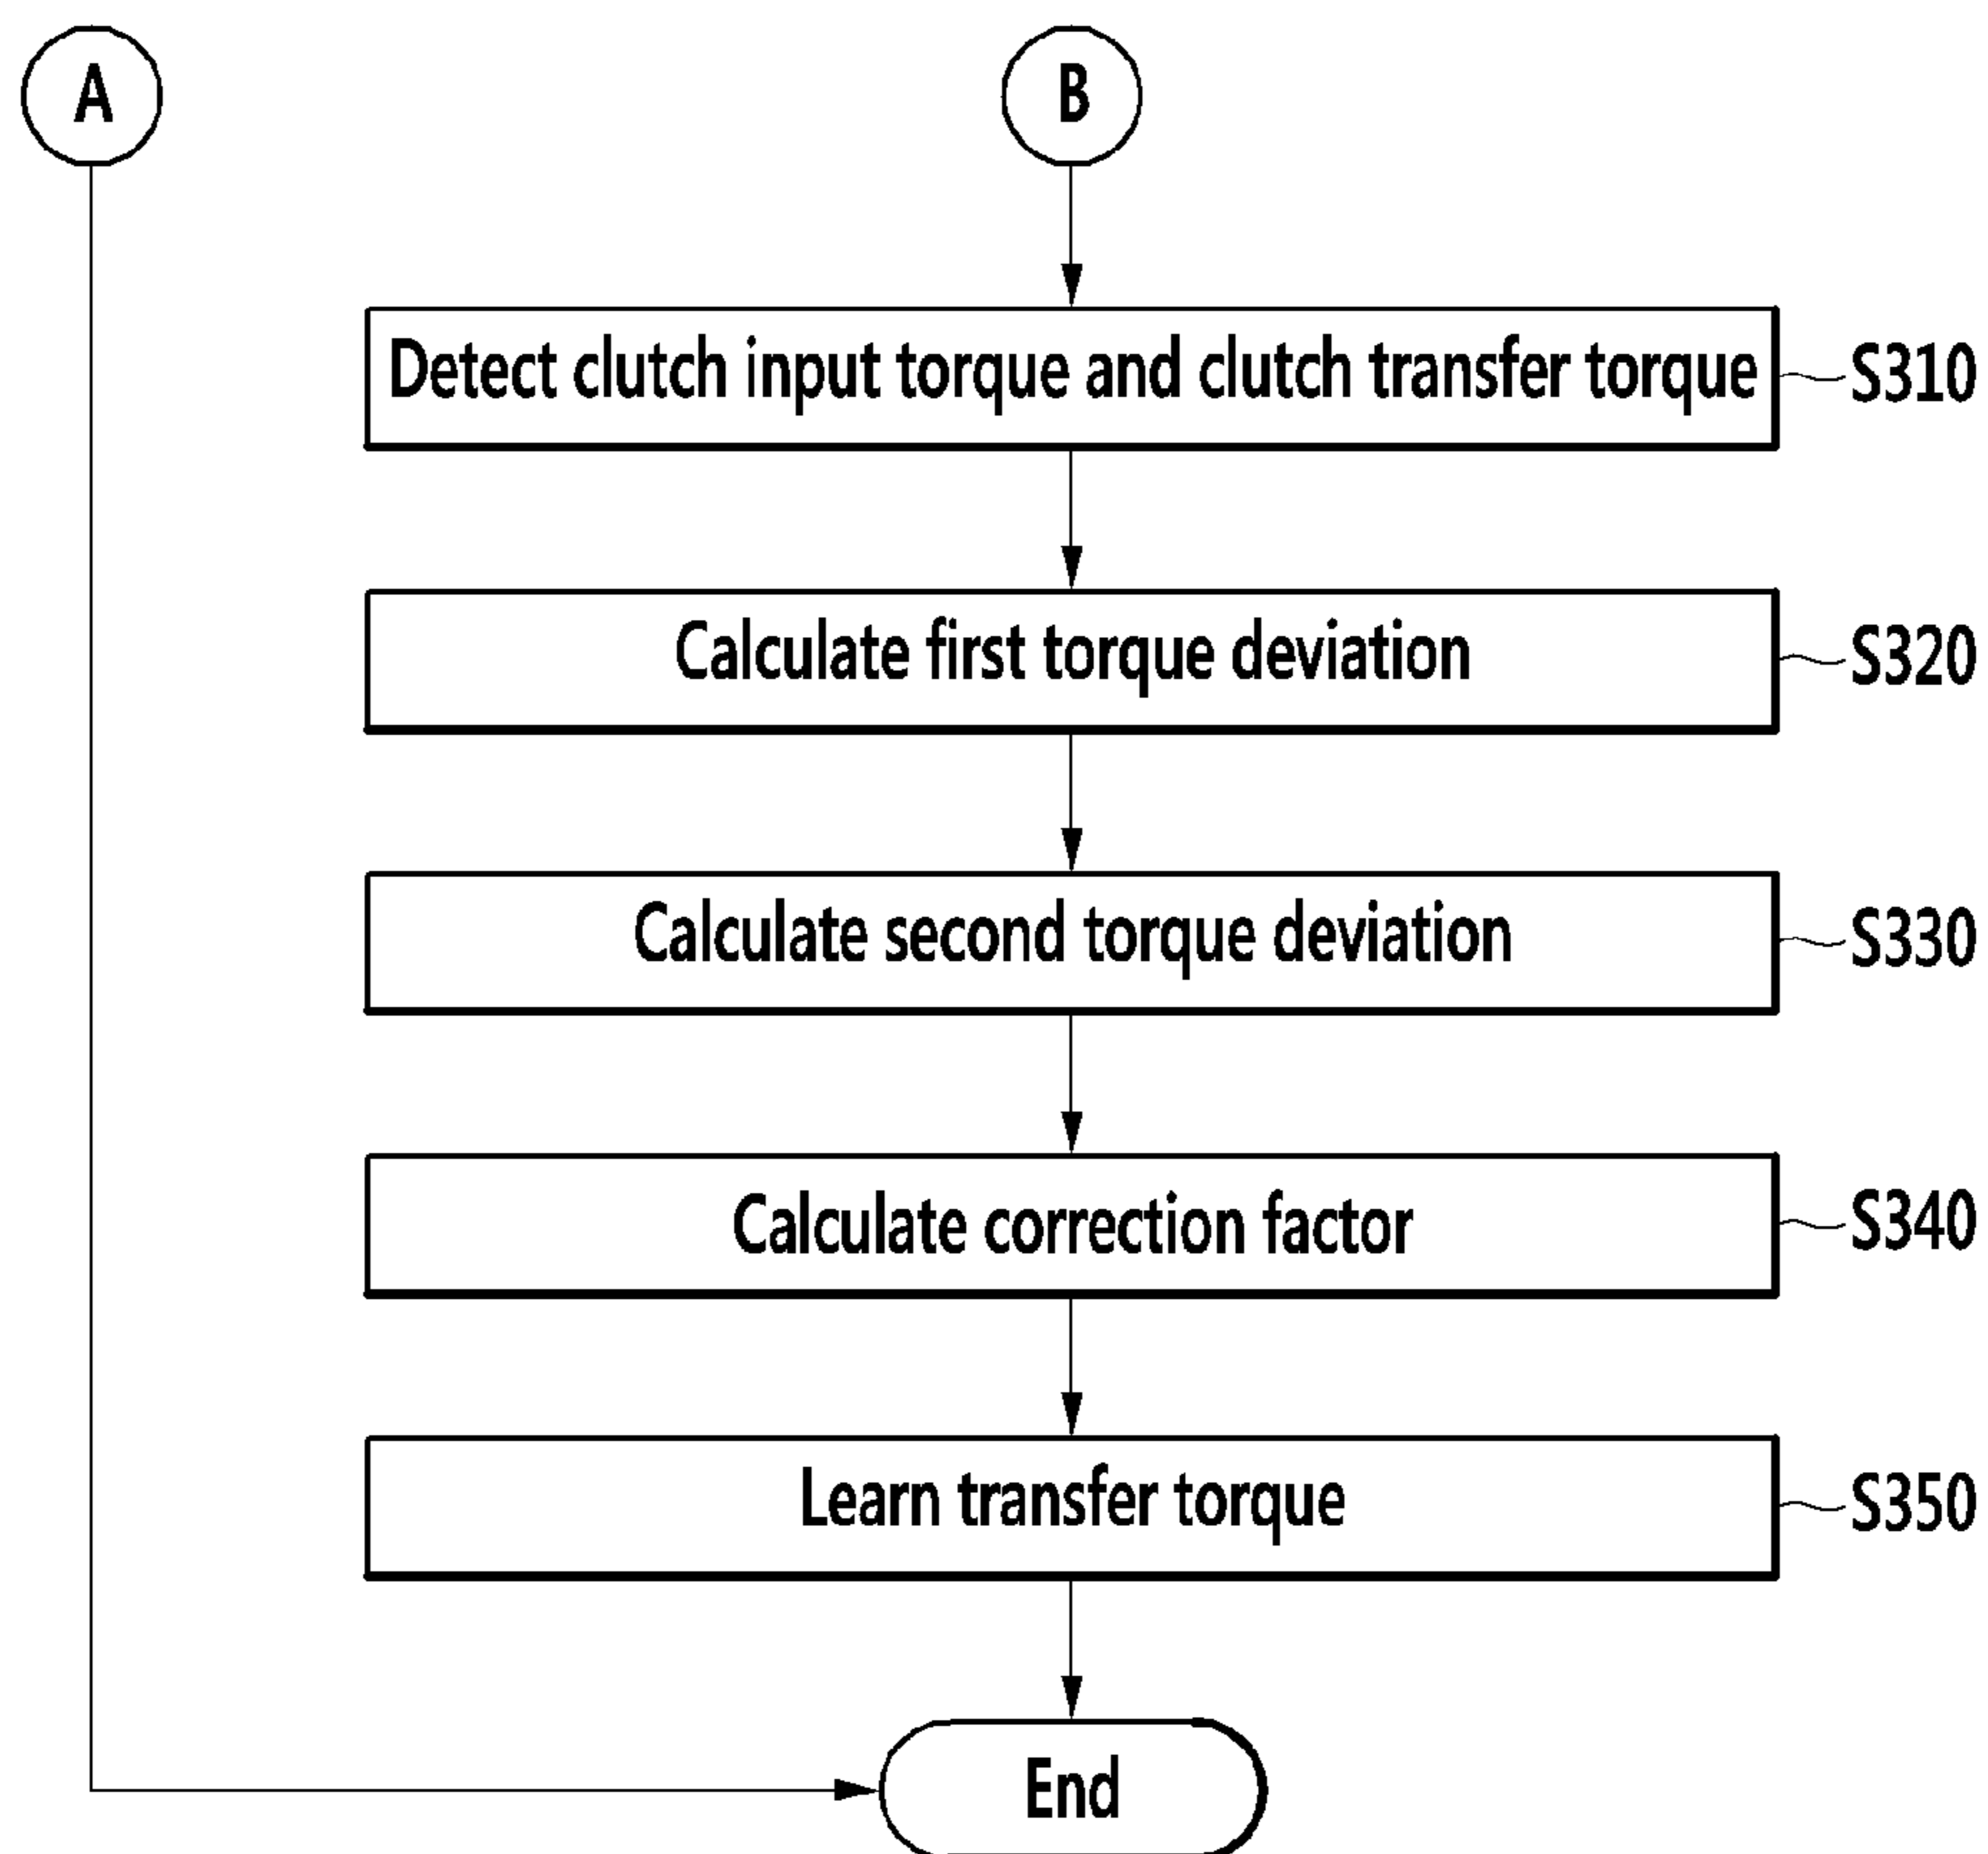 A
B
Detect clutch input torque and clutch transfer torque
S310
Calculate first torque deviation
S320
Calculate second torque deviation
S330
Calculate correction factor
S340
Learn transfer torque
S350
End